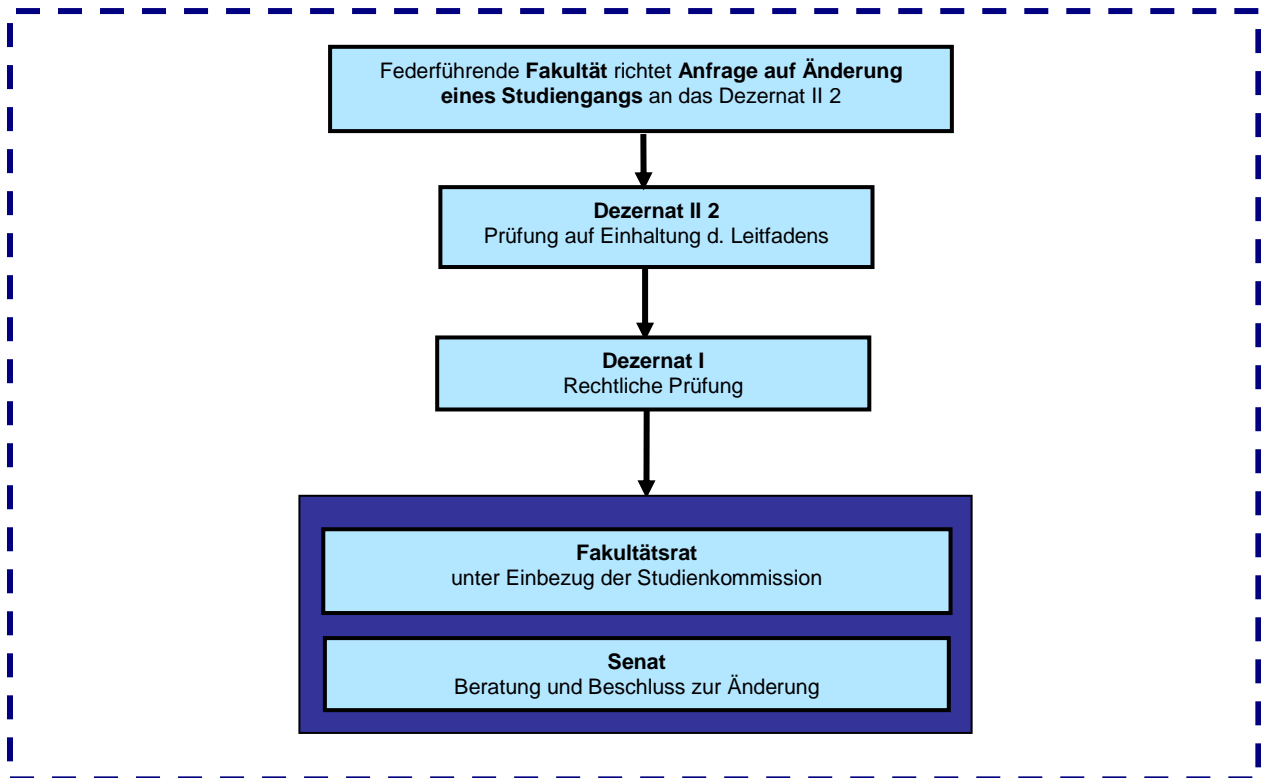 Federführende Fakultät richtet Anfrage auf Änderung
eines Studiengangs an das Dezernat II 2
Dezernat II 2
Prüfung auf Einhaltung d. Leitfadens
Dezernat I
Rechtliche Prüfung
Fakultätsrat
unter Einbezug der Studienkommission
Senat
Beratung und Beschluss zur Änderung